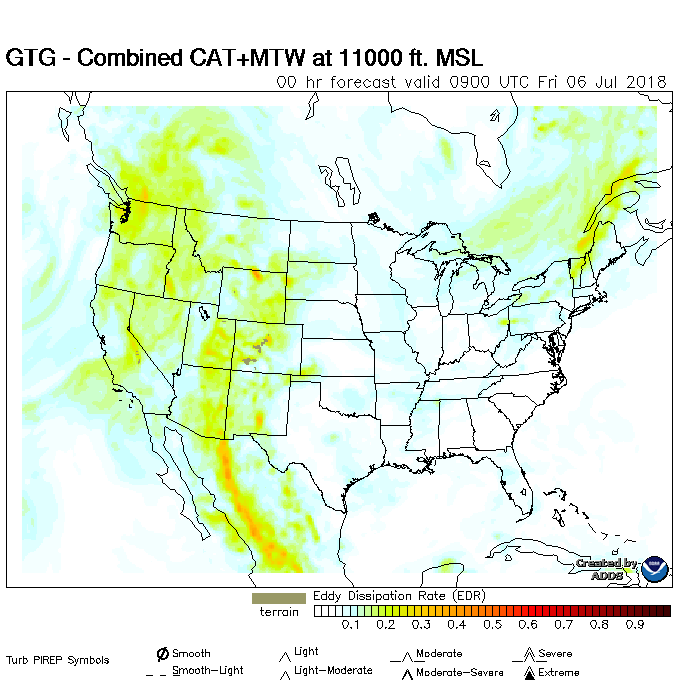 GTG - Combined CAT+MTW at 11000 ft. MSL
00 hr forecast valid 0900 UTC Fri 06 Jul 2018
Created by
ADDS
Eddy Dissipation Rate (EDR)
terrain
0.1 0.2 0.3 0.4 0.5 0.6 0.7 0.8 0.9
Turb PIREP Symbols
Smooth Light Moderate Severe
Smooth-Light Light-Moderate Moderate-Severe Extreme